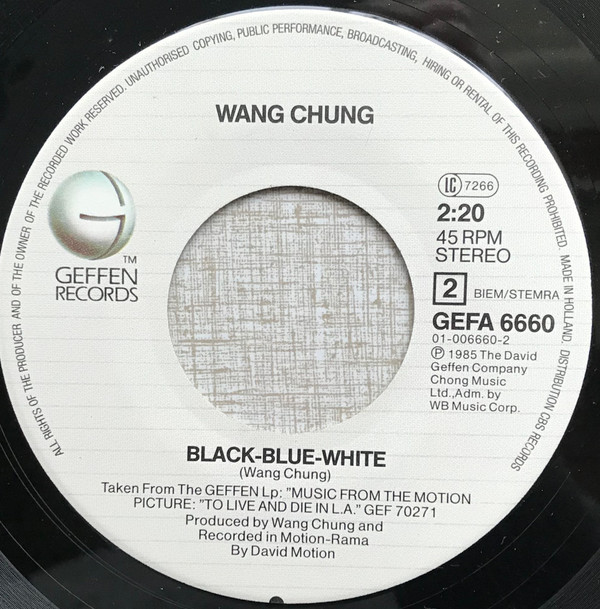 ALL RIGHTS OF THE PRODUCER AND OF THE OWNER OF THE RECORDED WORK RESERVED. UNAUTHORISED COPYING, PUBLIC PERFORMANCE, BROADCASTING, HIRING OR RENTAL OF THIS RECORDING PROHIBITED. MADE IN HOLLAND. DISTRIBUTION CBS RECORDS
WANG CHUNG
G
TM
GEFFEN
RECORDS
LC 7266
2:20
45 RPM
STEREO
2 BIEM/STEMRA
GEFA 6660
01-006660-2
℗ 1985 The David
Geffen Company
Chong Music
Ltd.,Adm. by
WB Music Corp.
BLACK-BLUE-WHITE
(Wang Chung)
Taken From The GEFFEN Lp: "MUSIC FROM THE MOTION
PICTURE: "TO LIVE AND DIE IN L.A." GEF 70271
Produced by Wang Chung and
Recorded in Motion-Rama
By David Motion